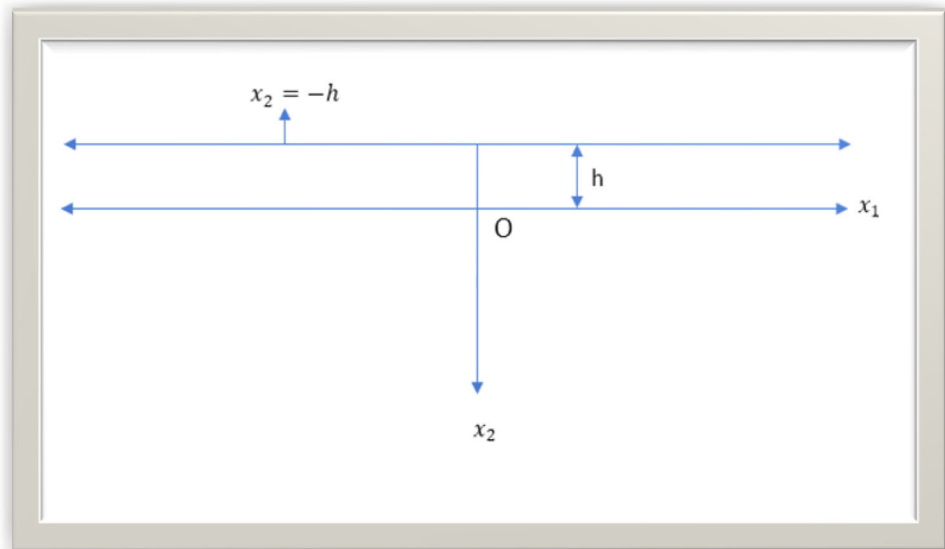 x₂ = −h
h
x₁
O
x₂